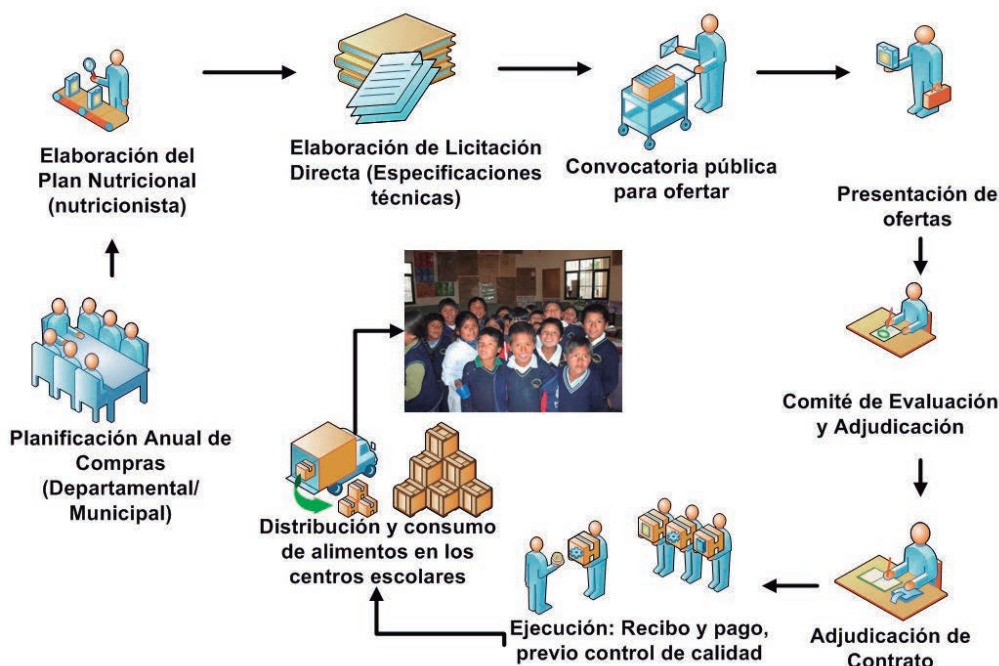 Elaboración del
Plan Nutricional
(nutricionista)
Elaboración de Licitación
Directa (Especificaciones
técnicas)
Convocatoria pública
para ofertar
Presentación de
ofertas
Comité de Evaluación
y Adjudicación
Adjudicación de
Contrato
Ejecución: Recibo y pago,
previo control de calidad
Distribución y consumo
de alimentos en los
centros escolares
Planificación Anual de
Compras
(Departamental/
Municipal)